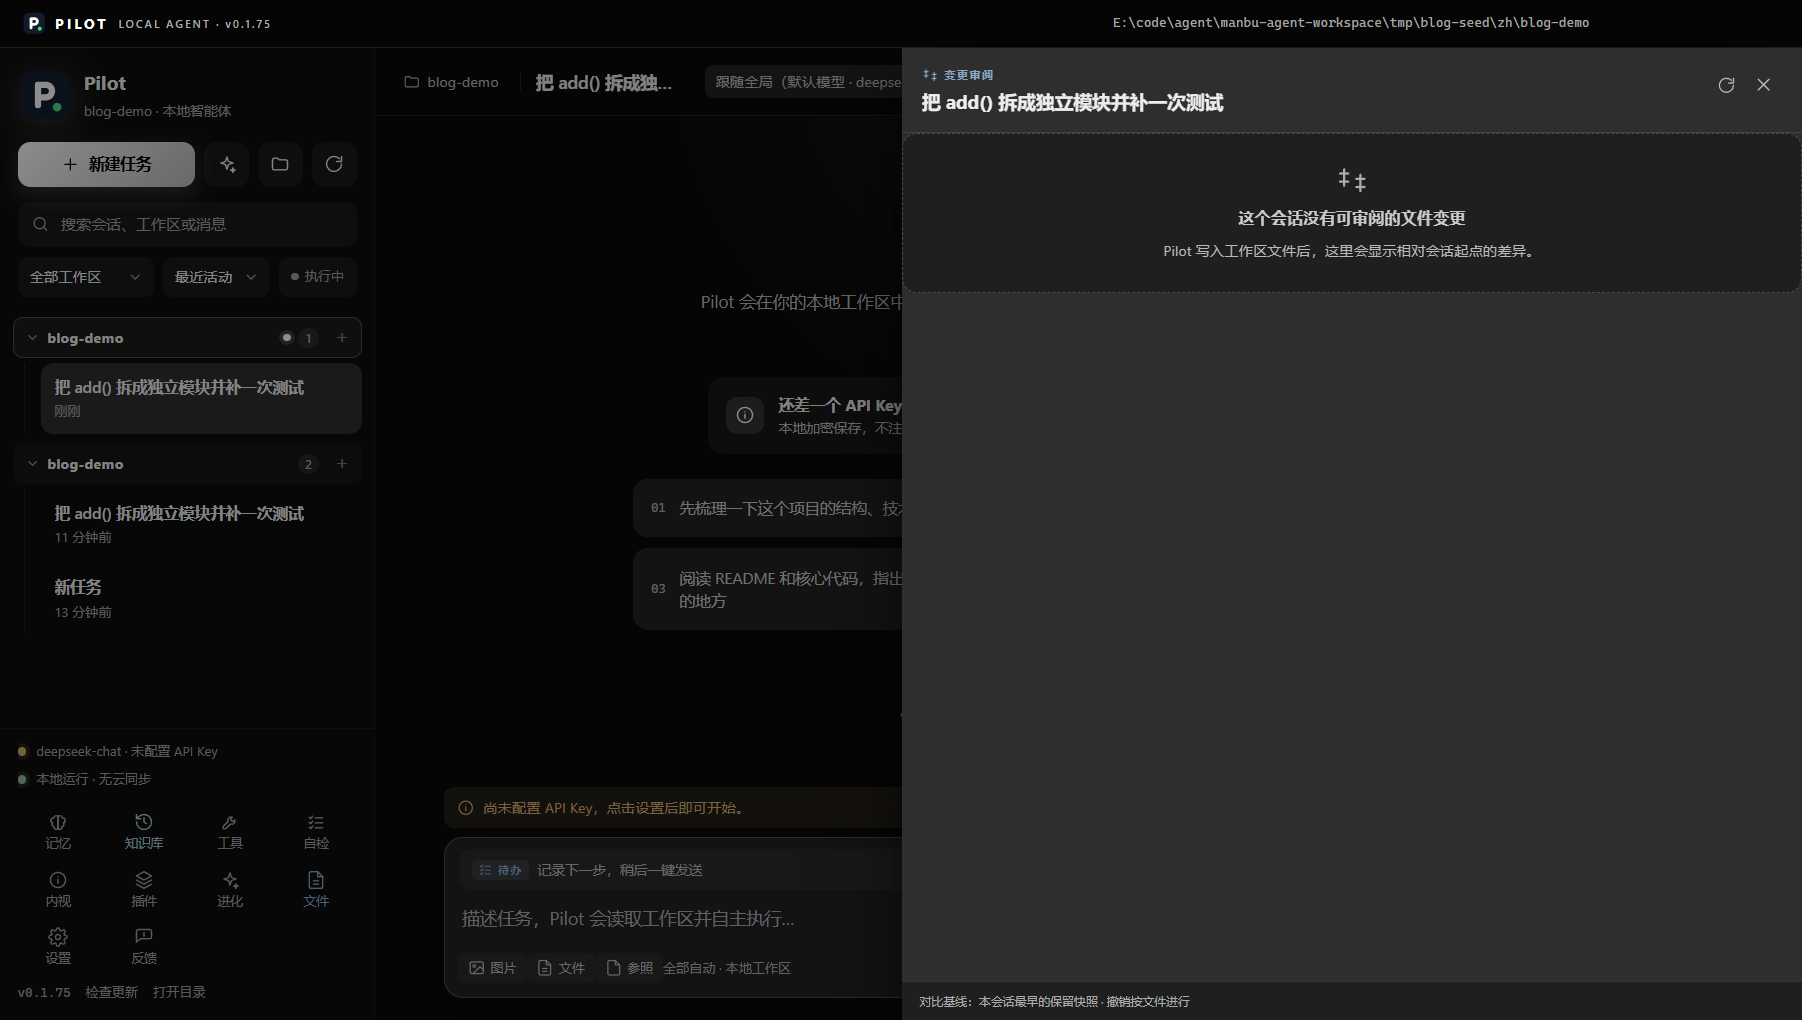 PILOT LOCAL AGENT · v0.1.75
E:\code\agent\manbu-agent-workspace\tmp\blog-seed\zh\blog-demo
Pilot
blog-demo · 本地智能体
新建任务
搜索会话、工作区或消息
全部工作区
最近活动
执行中
blog-demo
1
把 add() 拆成独立模块并补一次测试
刚刚
blog-demo
2
把 add() 拆成独立模块并补一次测试
11 分钟前
新任务
13 分钟前
deepseek-chat · 未配置 API Key
本地运行 · 无云同步
记忆
知识库
工具
自检
内视
插件
进化
文件
设置
反馈
v0.1.75
检查更新
打开目录
blog-demo
把 add() 拆成独...
跟随全局（默认模型 · deepse
Pilot 会在你的本地工作区中
还差一个 API Key
本地加密保存，不注
01 先梳理一下这个项目的结构、技
03 阅读 README 和核心代码，指出
的地方
尚未配置 API Key，点击设置后即可开始。
待办 记录下一步，稍后一键发送
描述任务，Pilot 会读取工作区并自主执行...
图片
文件
参照
全部自动 · 本地工作区
变更审阅
把 add() 拆成独立模块并补一次测试
这个会话没有可审阅的文件变更
Pilot 写入工作区文件后，这里会显示相对会话起点的差异。
对比基线：本会话最早的保留快照 · 撤销按文件进行